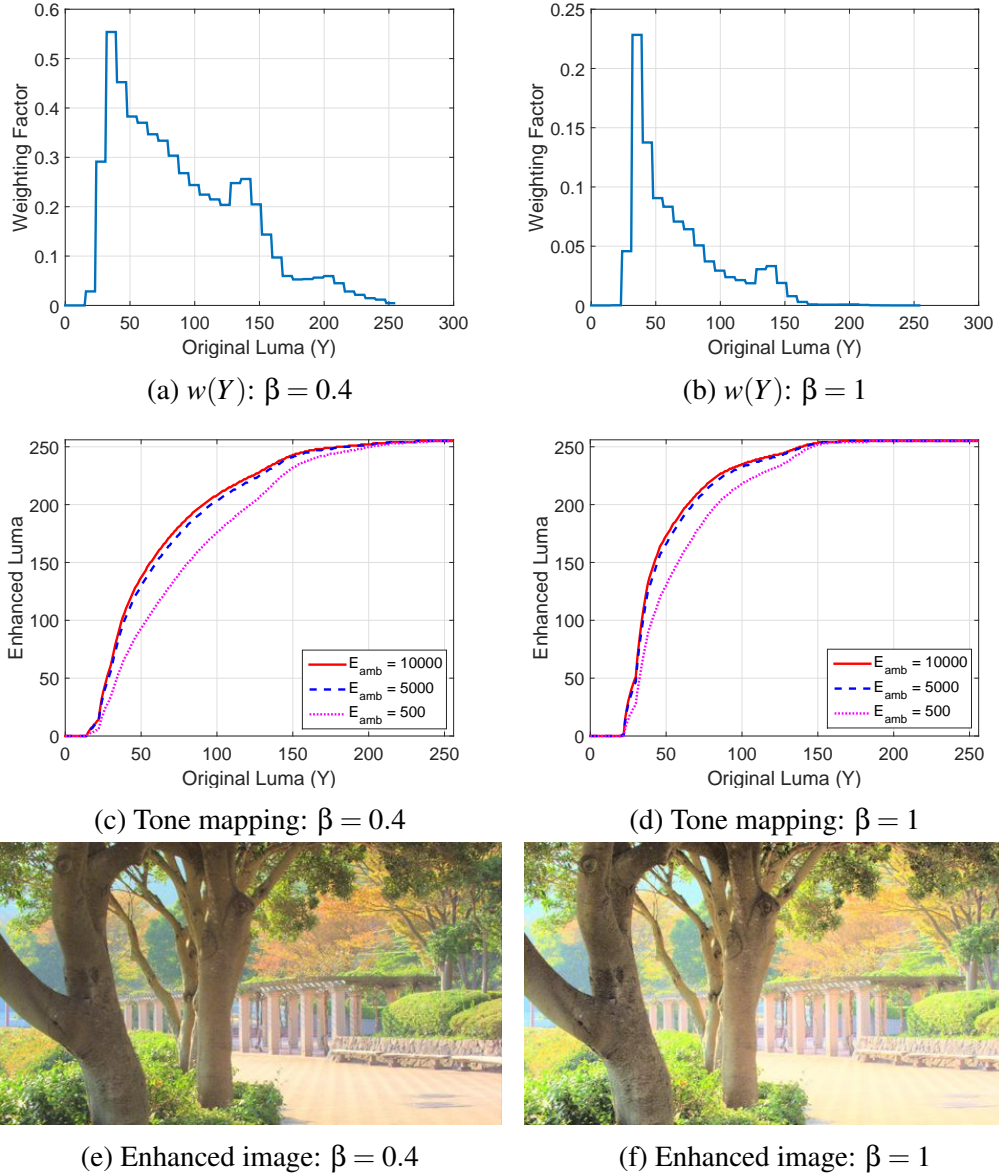 0.6
0.5
0.4
0.3
0.2
0.1
0
0 50 100 150 200 250 300
Weighting Factor
Original Luma (Y)
(a) w(Y): β = 0.4
0.25
0.2
0.15
0.1
0.05
0
0 50 100 150 200 250 300
Weighting Factor
Original Luma (Y)
(b) w(Y): β = 1
250
200
150
100
50
0
0 50 100 150 200 250
Enhanced Luma
Original Luma (Y)
E_amb = 10000
E_amb = 5000
E_amb = 500
(c) Tone mapping: β = 0.4
250
200
150
100
50
0
0 50 100 150 200 250
Enhanced Luma
Original Luma (Y)
E_amb = 10000
E_amb = 5000
E_amb = 500
(d) Tone mapping: β = 1
(e) Enhanced image: β = 0.4
(f) Enhanced image: β = 1